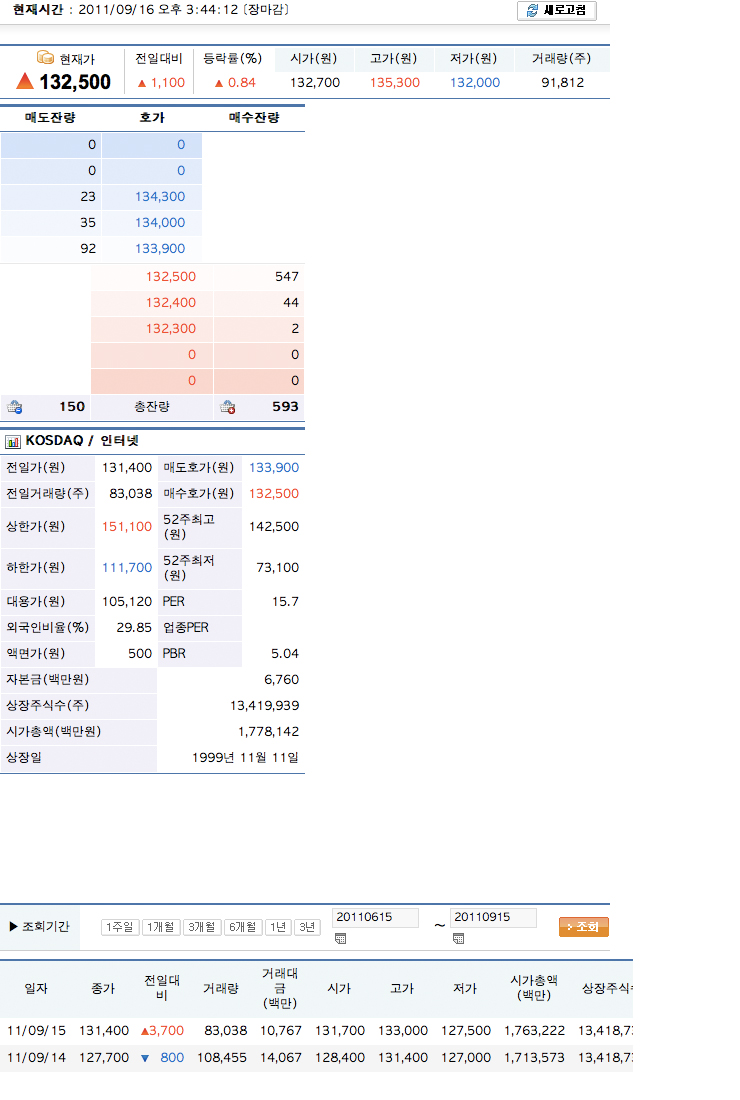 현재시간 : 2011/09/16 오후 3:44:12 (장마감) 새로고침
현재가 전일대비 등락률(%) 시가(원) 고가(원) 저가(원) 거래량(주)
▲ 132,500 ▲ 1,100 ▲ 0.84 132,700 135,300 132,000 91,812
매도잔량 호가 매수잔량
0 0
0 0
23 134,300
35 134,000
92 133,900
132,500 547
132,400 44
132,300 2
0 0
0 0
150 총잔량 593
KOSDAQ / 인터넷
전일가(원) 131,400 매도호가(원) 133,900
전일거래량(주) 83,038 매수호가(원) 132,500
상한가(원) 151,100 52주최고
(원) 142,500
하한가(원) 111,700 52주최저
(원) 73,100
대용가(원) 105,120 PER 15.7
외국인비율(%) 29.85 업종PER
액면가(원) 500 PBR 5.04
자본금(백만원) 6,760
상장주식수(주) 13,419,939
시가총액(백만원) 1,778,142
상장일 1999년 11월 11일
▶ 조회기간 1주일 1개월 3개월 6개월 1년 3년 20110615 ~ 20110915 조회
일자 종가 전일대
비 거래량 거래대
금
(백만) 시가 고가 저가 시가총액
(백만) 상장주식
11/09/15 131,400 ▲3,700 83,038 10,767 131,700 133,000 127,500 1,763,222 13,418,7
11/09/14 127,700 ▼ 800 108,455 14,067 128,400 131,400 127,000 1,713,573 13,418,7